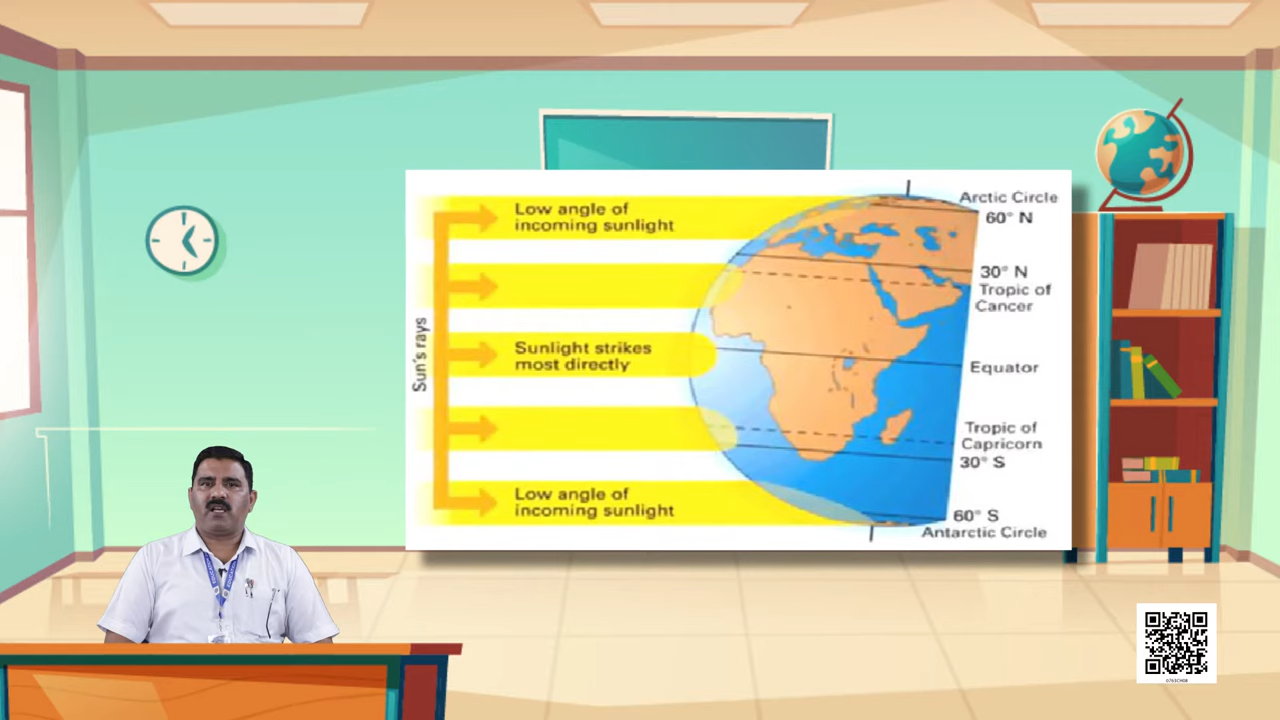 Low angle of
incoming sunlight
Sun's rays
Sunlight strikes
most directly
Low angle of
incoming sunlight
Arctic Circle
60° N
30° N
Tropic of
Cancer
Equator
Tropic of
Capricorn
30° S
60° S
Antarctic Circle
0763CH08